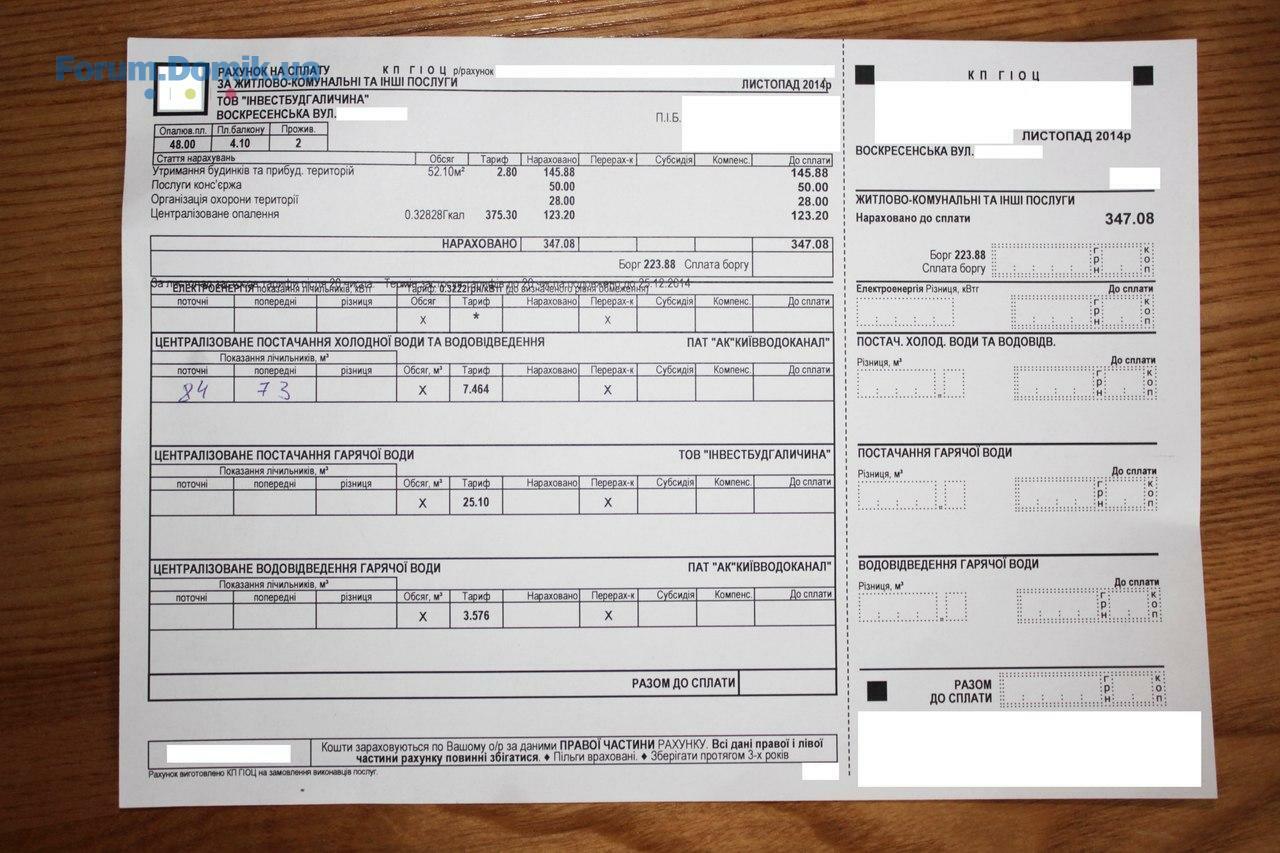 Forum.Domik.ua
РАХУНОК НА СПЛАТУ К П Г І О Ц р/рахунок
ЗА ЖИТЛОВО-КОМУНАЛЬНІ ТА ІНШІ ПОСЛУГИ ЛИСТОПАД 2014р
ТОВ "ІНВЕСТБУДГАЛИЧИНА"
ВОСКРЕСЕНСЬКА ВУЛ. П.І.Б.
Опалюв.пл. Пл.балкону Прожив.
48.00 4.10 2
Стаття нарахувань Обсяг Тариф Нараховано Перерах-к Субсидія Компенс. До сплати
Утримання будинків та прибуд. територій 52.10м² 2.80 145.88 145.88
Послуги конс'єржа 50.00 50.00
Організація охорони території 28.00 28.00
Централізоване опалення 0.32828Гкал 375.30 123.20 123.20
НАРАХОВАНО 347.08 347.08
Борг 223.88 Сплата боргу
ЕЛЕКТРОЕНЕРГІЯ показання лічильників, кВтг Тариф: 0.3222грн/кВтг (до визначеного рівня обмеження)
поточні попередні різниця Обсяг Тариф Нараховано Перерах-к Субсидія Компенс. До сплати
X * X
ЦЕНТРАЛІЗОВАНЕ ПОСТАЧАННЯ ХОЛОДНОЇ ВОДИ ТА ВОДОВІДВЕДЕННЯ ПАТ "АК"КИЇВВОДОКАНАЛ"
Показання лічильників, м³
поточні попередні різниця Обсяг, м³ Тариф Нараховано Перерах-к Субсидія Компенс. До сплати
84 73 X 7.464 X
ЦЕНТРАЛІЗОВАНЕ ПОСТАЧАННЯ ГАРЯЧОЇ ВОДИ ТОВ "ІНВЕСТБУДГАЛИЧИНА"
Показання лічильників, м³
поточні попередні різниця Обсяг, м³ Тариф Нараховано Перерах-к Субсидія Компенс. До сплати
X 25.10 X
ЦЕНТРАЛІЗОВАНЕ ВОДОВІДВЕДЕННЯ ГАРЯЧОЇ ВОДИ ПАТ "АК"КИЇВВОДОКАНАЛ"
Показання лічильників, м³
поточні попередні різниця Обсяг, м³ Тариф Нараховано Перерах-к Субсидія Компенс. До сплати
X 3.576 X
РАЗОМ ДО СПЛАТИ
Кошти зараховуються по Вашому о/р за даними ПРАВОЇ ЧАСТИНИ РАХУНКУ. Всі дані правої і лівої
частини рахунку повинні збігатися. ♦ Пільги враховані. ♦ Зберігати протягом 3-х років
Рахунок виготовлено КП ГІОЦ на замовлення виконавців послуг.
К П Г І О Ц
ЛИСТОПАД 2014р
ВОСКРЕСЕНСЬКА ВУЛ.
ЖИТЛОВО-КОМУНАЛЬНІ ТА ІНШІ ПОСЛУГИ
Нараховано до сплати 347.08
Борг 223.88
Сплата боргу грн коп
Електроенергія Різниця, кВтг До сплати
грн коп
ПОСТАЧ. ХОЛОД. ВОДИ ТА ВОДОВІДВ.
Різниця, м³ До сплати
грн коп
ПОСТАЧАННЯ ГАРЯЧОЇ ВОДИ
Різниця, м³ До сплати
грн коп
ВОДОВІДВЕДЕННЯ ГАРЯЧОЇ ВОДИ
Різниця, м³ До сплати
грн коп
РАЗОМ
ДО СПЛАТИ грн коп